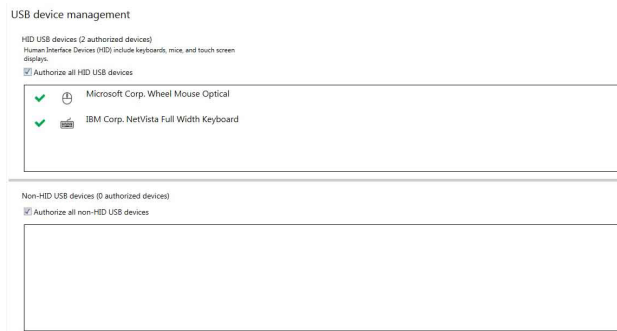 USB device management
HID USB devices (2 authorized devices)
Human Interface Devices (HID) include keyboards, mice, and touch screen
displays.
Authorize all HID USB devices
Microsoft Corp. Wheel Mouse Optical
IBM Corp. NetVista Full Width Keyboard
Non-HID USB devices (0 authorized devices)
Authorize all non-HID USB devices